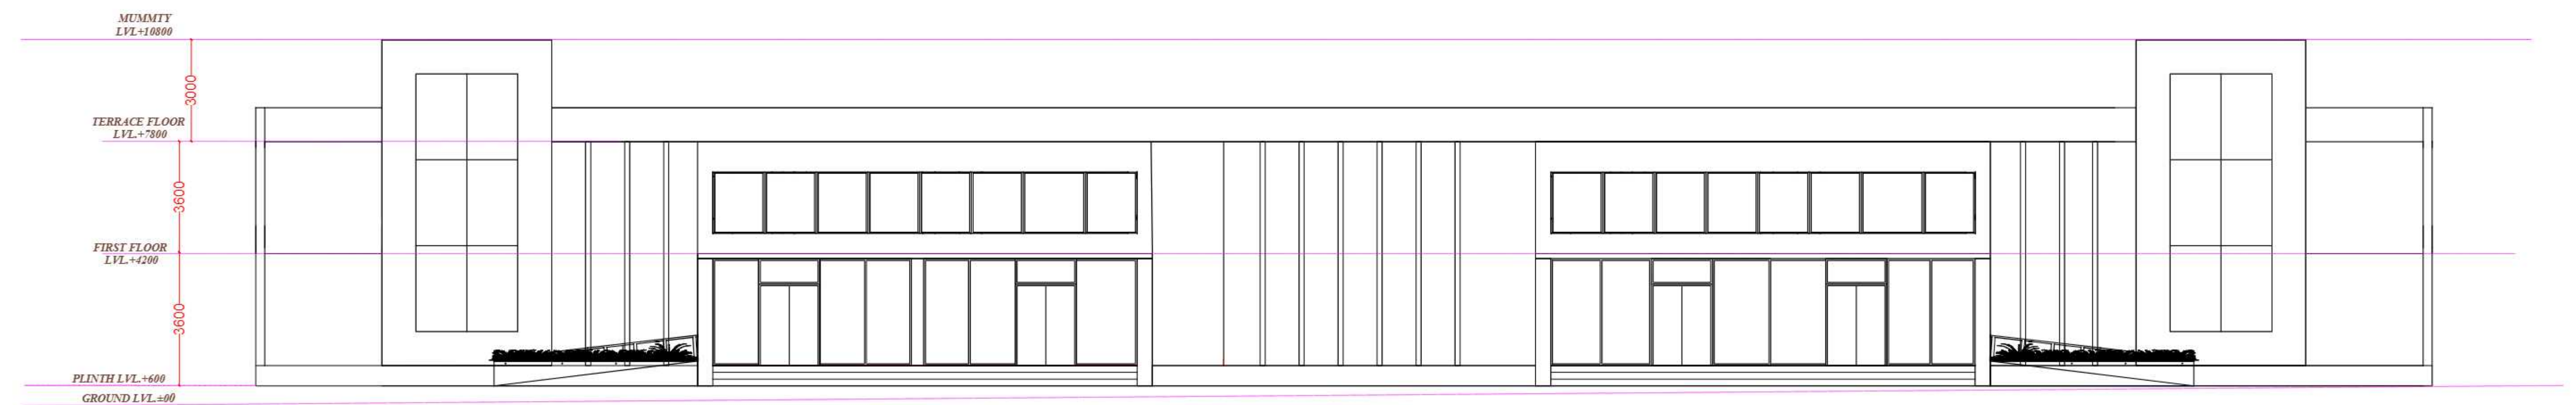 MUMMTY
LVL+10800
3000
TERRACE FLOOR
LVL.+7800
3600
FIRST FLOOR
LVL.+4200
3600
PLINTH LVL.+600
GROUND LVL.±00